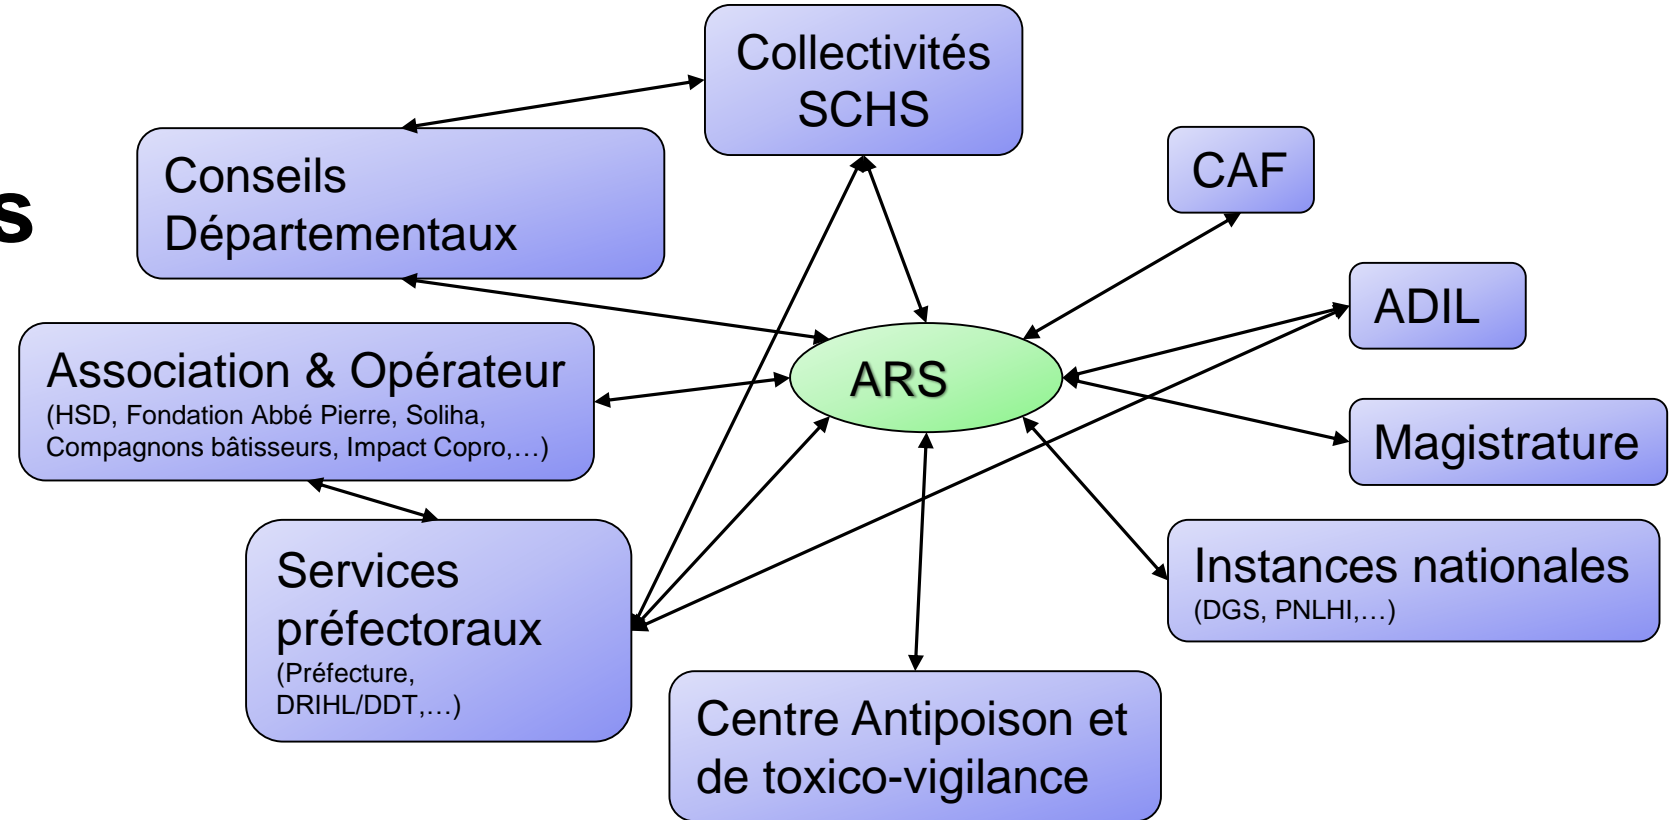 Collectivités
SCHS
CAF
Conseils
Départementaux
s
ADIL
Association & Opérateur
(HSD, Fondation Abbé Pierre, Soliha,
Compagnons bâtisseurs, Impact Copro,…)
ARS
Magistrature
Services
préfectoraux
(Préfecture,
DRIHL/DDT,…)
Instances nationales
(DGS, PNLHI,…)
Centre Antipoison et
de toxico-vigilance